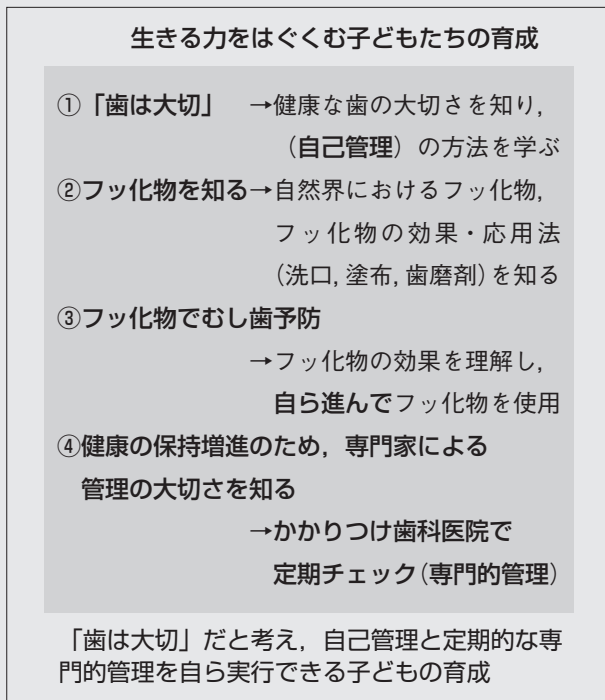 生きる力をはぐくむ子どもたちの育成
①「歯は大切」　→健康な歯の大切さを知り，
（自己管理）の方法を学ぶ
②フッ化物を知る→自然界におけるフッ化物，
フッ化物の効果・応用法
（洗口，塗布，歯磨剤）を知る
③フッ化物でむし歯予防
→フッ化物の効果を理解し，
自ら進んでフッ化物を使用
④健康の保持増進のため，専門家による
管理の大切さを知る
→かかりつけ歯科医院で
定期チェック（専門的管理）
「歯は大切」だと考え，自己管理と定期的な専
門的管理を自ら実行できる子どもの育成